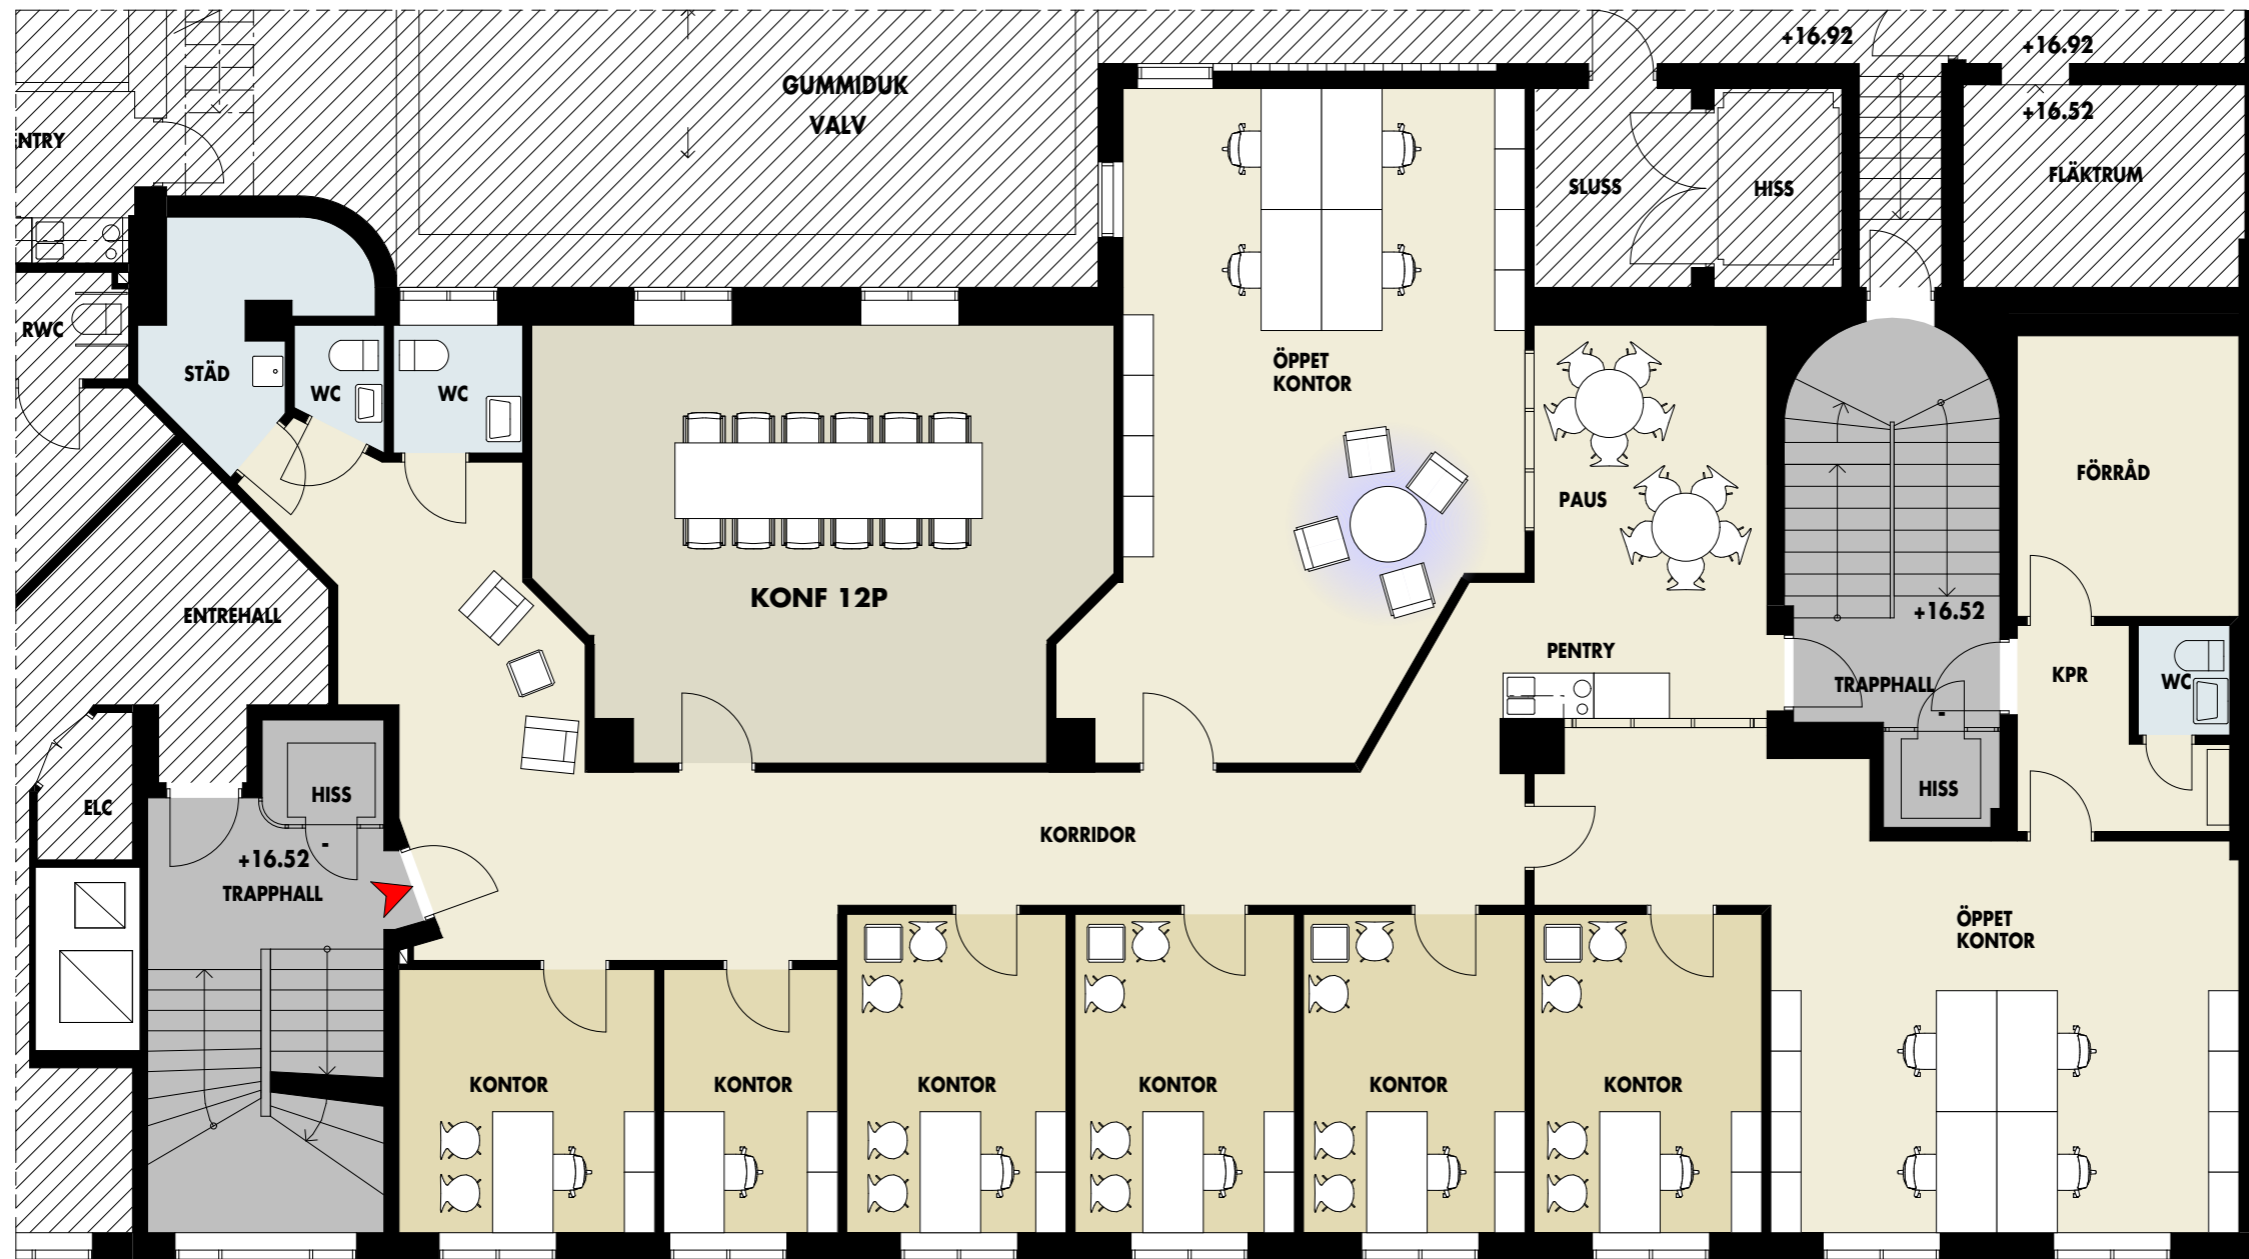 +16.92
+16.92
GUMMIDUK
VALV
+16.52
NTRY
SLUSS
HISS
FLÄKTRUM
RWC
STÄD
WC
WC
ÖPPET
KONTOR
FÖRRÅD
PAUS
KONF 12P
ENTREHALL
+16.52
PENTRY
TRAPPHALL
KPR
WC
HISS
HISS
ELC
KORRIDOR
+16.52
TRAPPHALL
ÖPPET
KONTOR
KONTOR
KONTOR
KONTOR
KONTOR
KONTOR
KONTOR